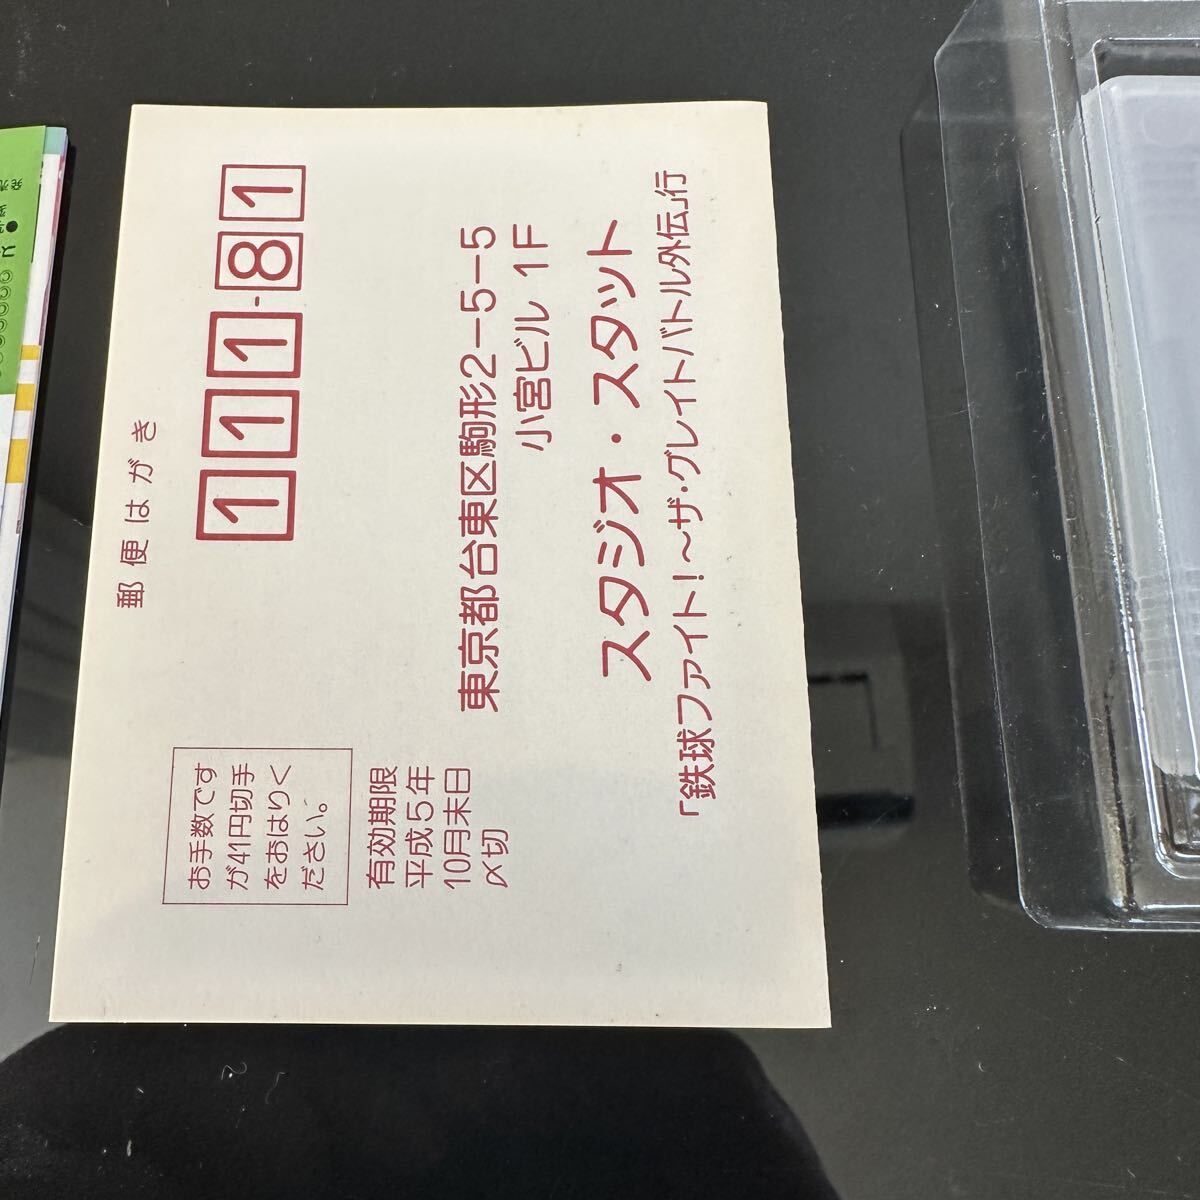 郵便はがき
111-81
東京都台東区駒形2-5-5
小宮ビル 1F
スタジオ・スタット
「鉄球ファイト!~ザ・グレイトバトル外伝」行
お手数です
が41円切手
をおはりく
ださい。
有効期限
平成5年
10月末日
〆切
発売